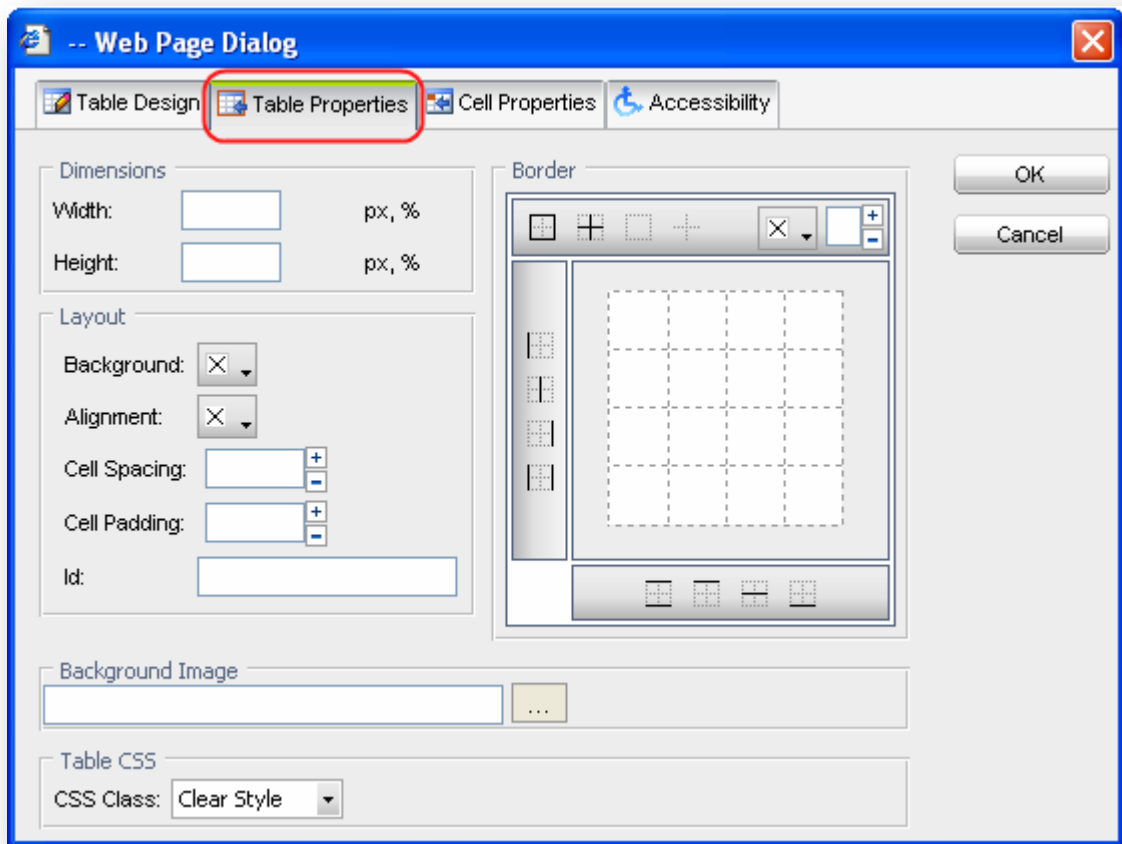 -- Web Page Dialog
Table Design
Table Properties
Cell Properties
Accessibility
Dimensions
Width: px, %
Height: px, %
Layout
Background:
Alignment:
Cell Spacing:
Cell Padding:
Id:
Border
OK
Cancel
Background Image
...
Table CSS
CSS Class: Clear Style